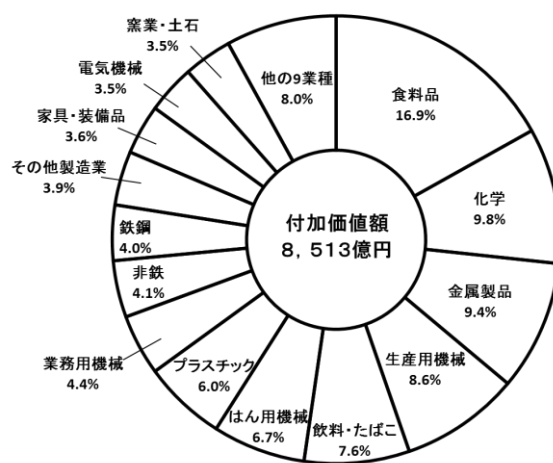 付加価値額
8,513億円
食料品
16.9%
化学
9.8%
金属製品
9.4%
生産用機械
8.6%
飲料・たばこ
7.6%
はん用機械
6.7%
プラスチック
6.0%
業務用機械
4.4%
非鉄
4.1%
鉄鋼
4.0%
その他製造業
3.9%
家具・装備品
3.6%
電気機械
3.5%
窯業・土石
3.5%
他の9業種
8.0%